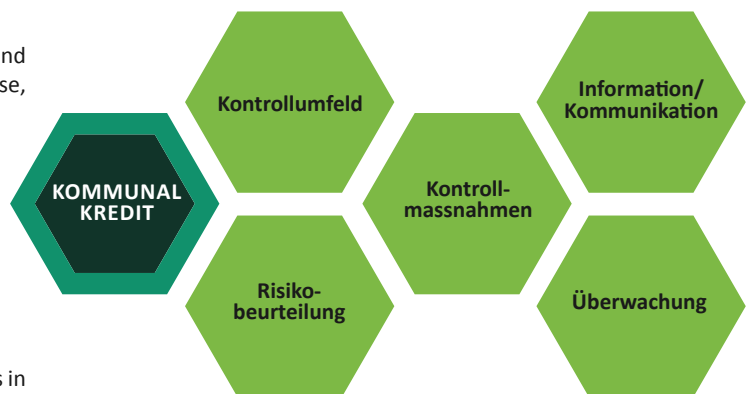 nd
se,
KOMMUNAL
KREDIT
Kontrollumfeld
Risiko-
beurteilung
Kontroll-
massnahmen
Information/
Kommunikation
Überwachung
s in